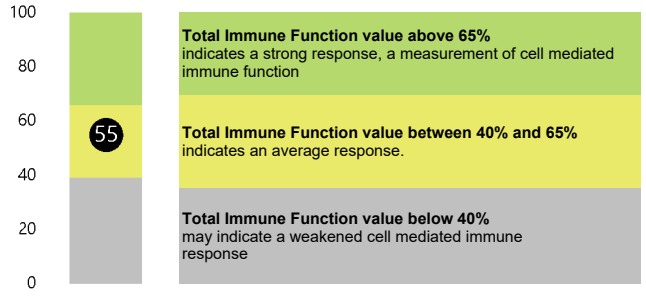 100
80
60
40
20
0
55
Total Immune Function value above 65%
indicates a strong response, a measurement of cell mediated
immune function
Total Immune Function value between 40% and 65%
indicates an average response.
Total Immune Function value below 40%
may indicate a weakened cell mediated immune
response